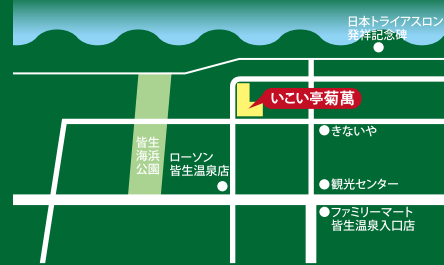 日本トライアスロン
発祥記念碑
いこい亭菊萬
きないや
皆生
海浜
公園
ローソン
皆生温泉店
観光センター
ファミリーマート
皆生温泉入口店